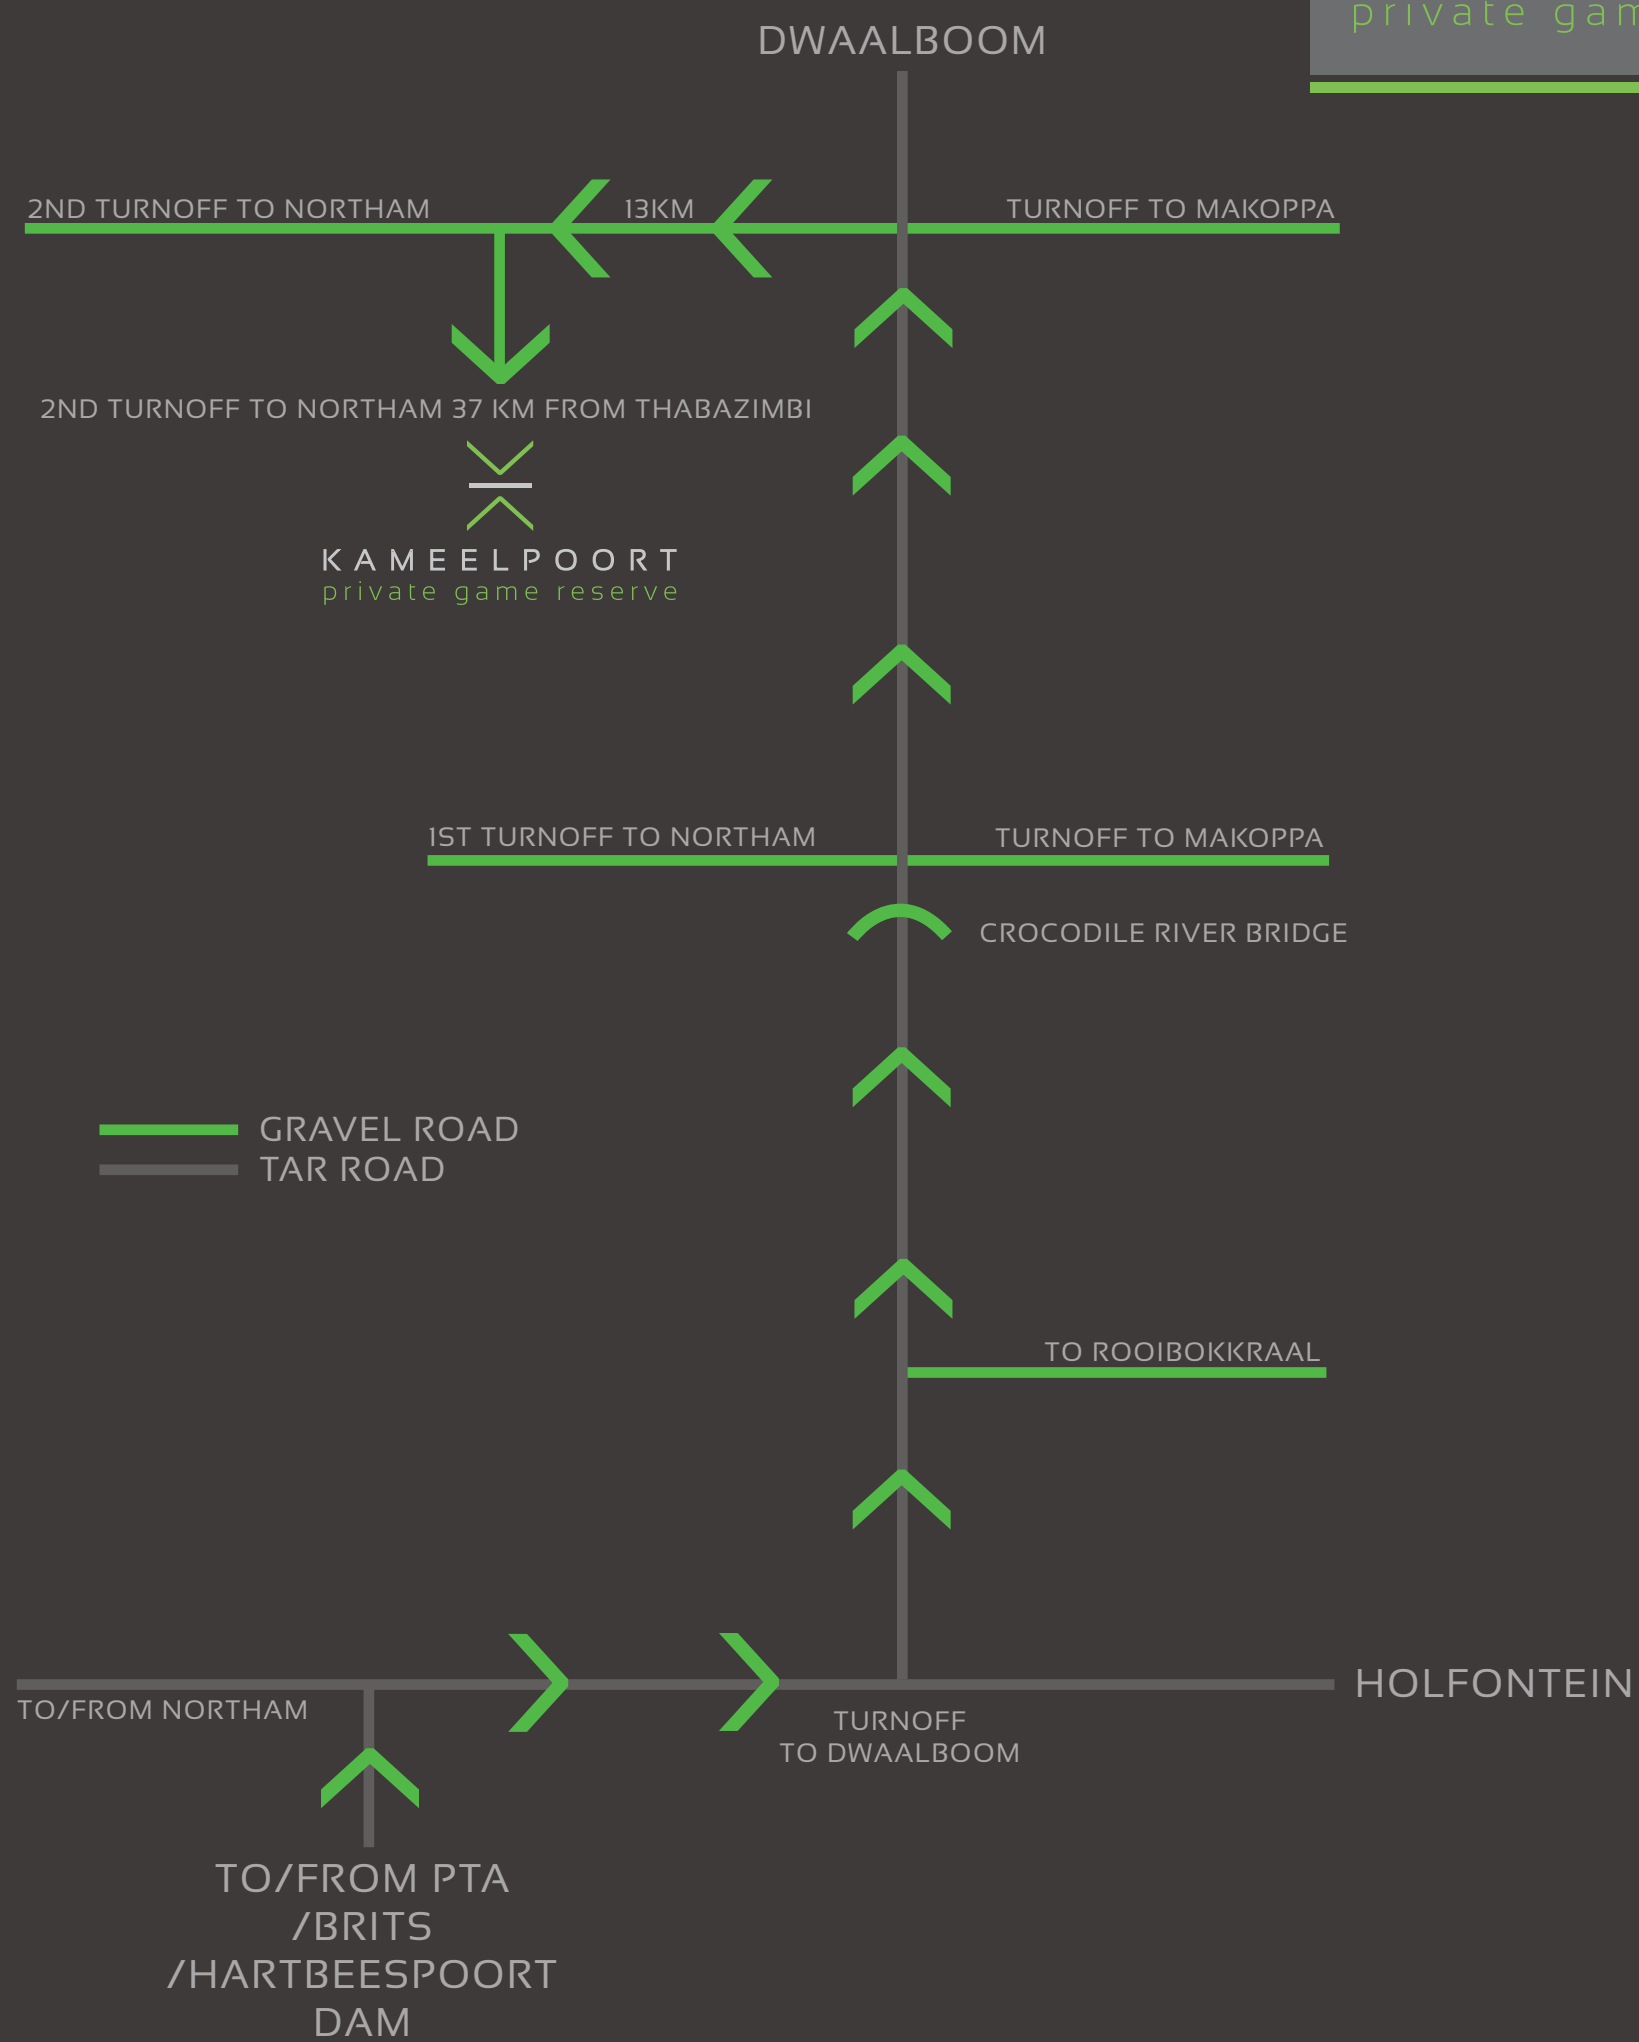 private gam
DWAALBOOM
2ND TURNOFF TO NORTHAM
13KM
TURNOFF TO MAKOPPA
2ND TURNOFF TO NORTHAM 37 KM FROM THABAZIMBI
KAMEELPOORT
private game reserve
1ST TURNOFF TO NORTHAM
TURNOFF TO MAKOPPA
CROCODILE RIVER BRIDGE
GRAVEL ROAD
TAR ROAD
TO ROOIBOKKRAAL
HOLFONTEIN
TO/FROM NORTHAM
TURNOFF
TO DWAALBOOM
TO/FROM PTA
/BRITS
/HARTBEESPOORT
DAM